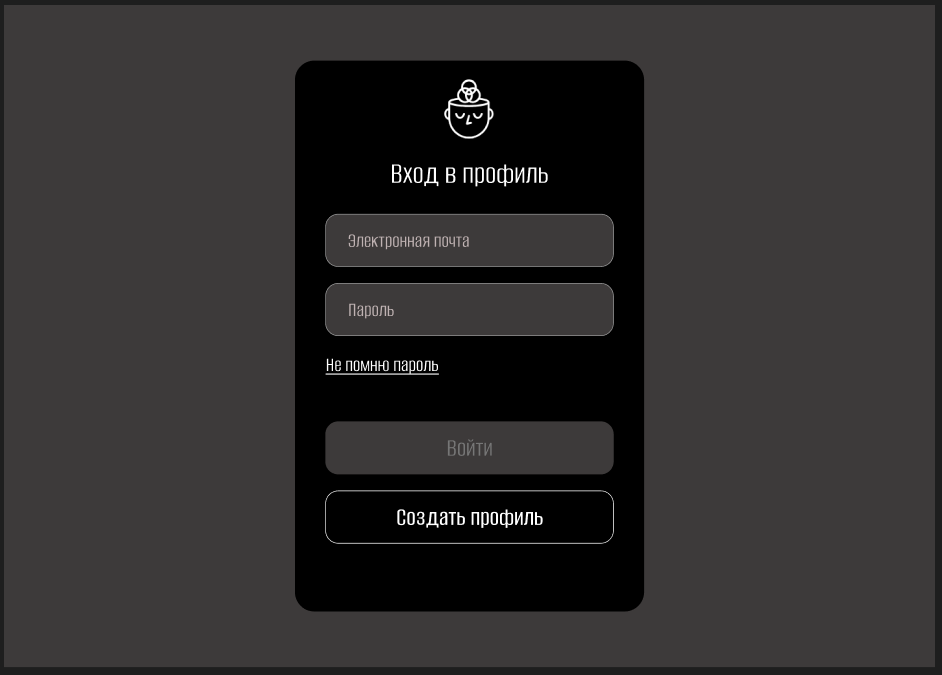 Вход в профиль
Электронная почта
Пароль
Не помню пароль
Войти
Создать профиль